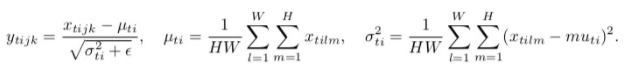 y_{tijk} = \frac{x_{tijk} - \mu_{ti}}{\sqrt{\sigma_{ti}^2 + \epsilon}}, \quad \mu_{ti} = \frac{1}{HW} \sum_{l=1}^{W} \sum_{m=1}^{H} x_{tilm}, \quad \sigma_{ti}^2 = \frac{1}{HW} \sum_{l=1}^{W} \sum_{m=1}^{H} (x_{tilm} - mu_{ti})^2.